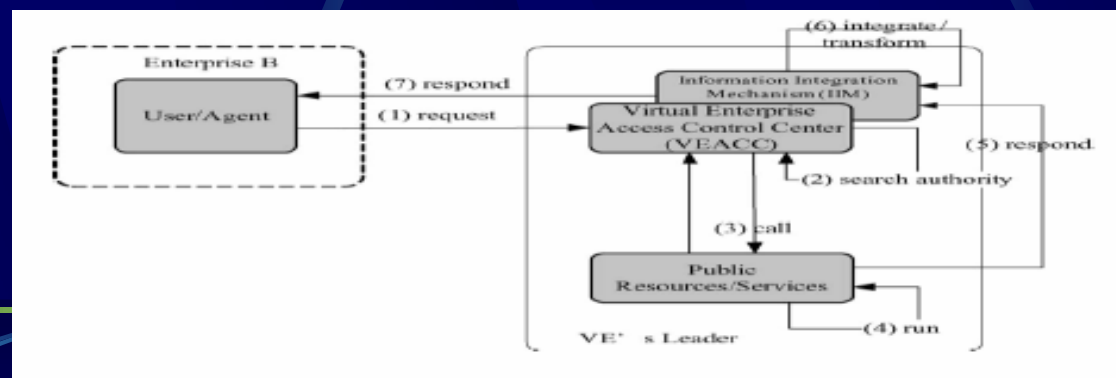 (6) integrate/
transform
Enterprise B
(7) respond
Information Integration
Mechanism (IIM)
User/Agent
(1) request
Virtual Enterprise
Access Control Center
(VEACC)
(5) respond
(2) search authority
(3) call
Public
Resources/Services
(4) run
VE's Leader